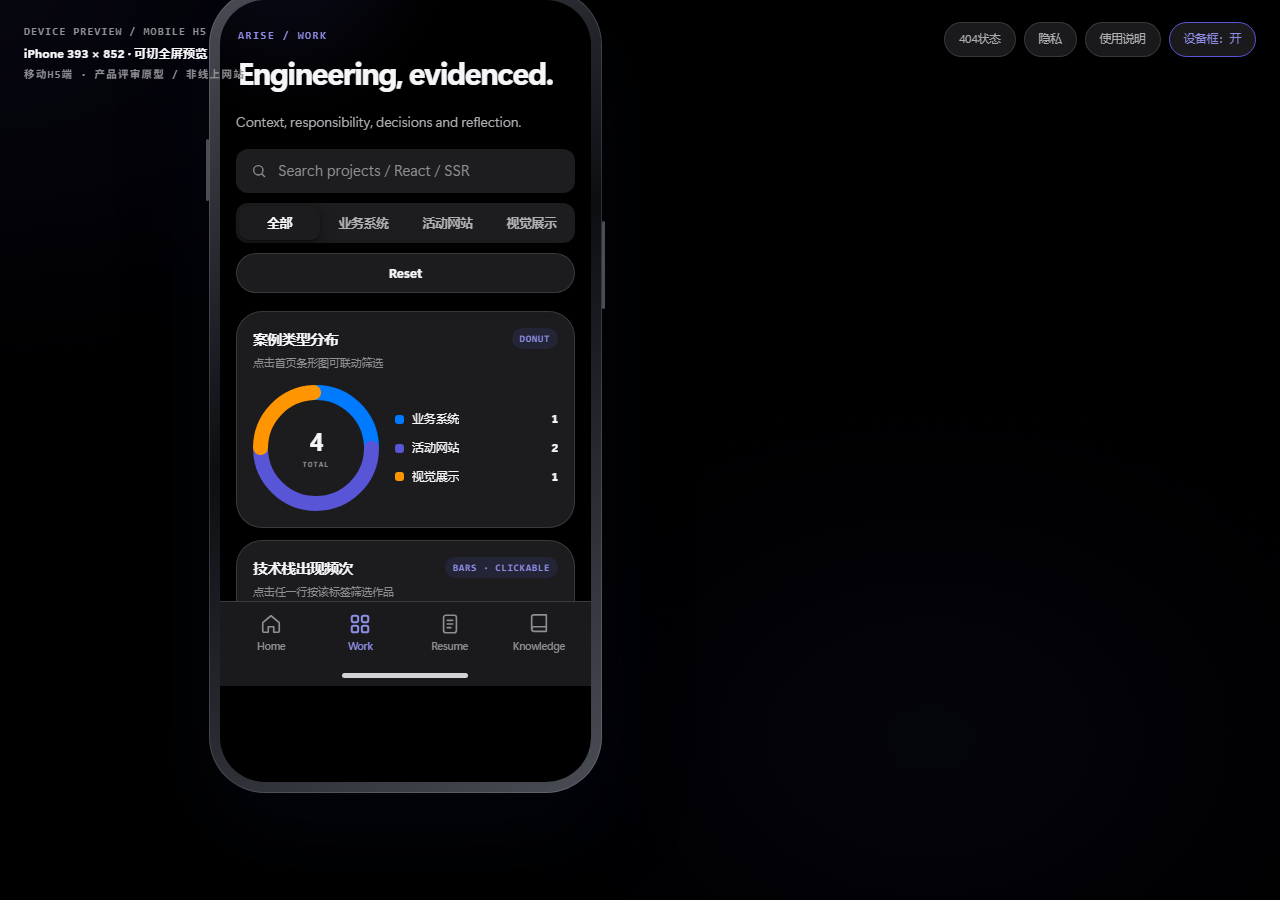 DEVICE PREVIEW / MOBILE H5
iPhone 393 × 852 · 可切全屏预览
移动H5端 · 产品评审原型 / 非线上网站
404状态
隐私
使用说明
设备框：开
ARISE / WORK
Engineering, evidenced.
Context, responsibility, decisions and reflection.
Search projects / React / SSR
全部 业务系统 活动网站 视觉展示
Reset
案例类型分布
DONUT
点击首页条形图可联动筛选
4
TOTAL
业务系统 1
活动网站 2
视觉展示 1
技术栈出现频次
BARS · CLICKABLE
点击任一行按该标签筛选作品
Home Work Resume Knowledge